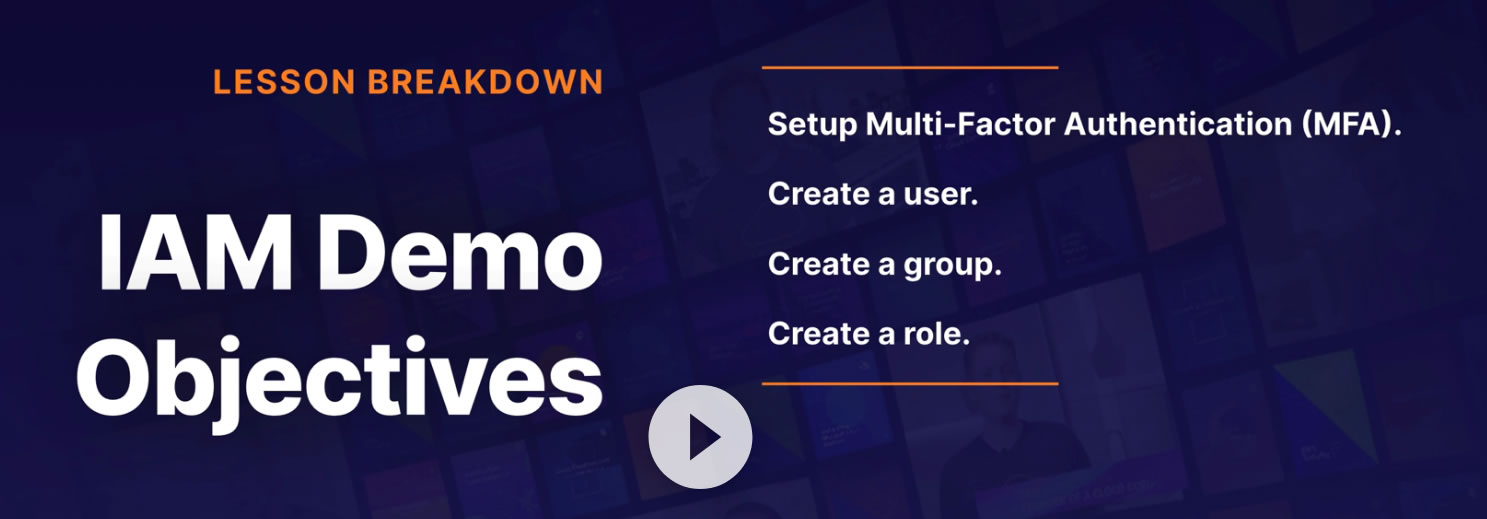 LESSON BREAKDOWN
IAM Demo
Objectives
Setup Multi-Factor Authentication (MFA).
Create a user.
Create a group.
Create a role.